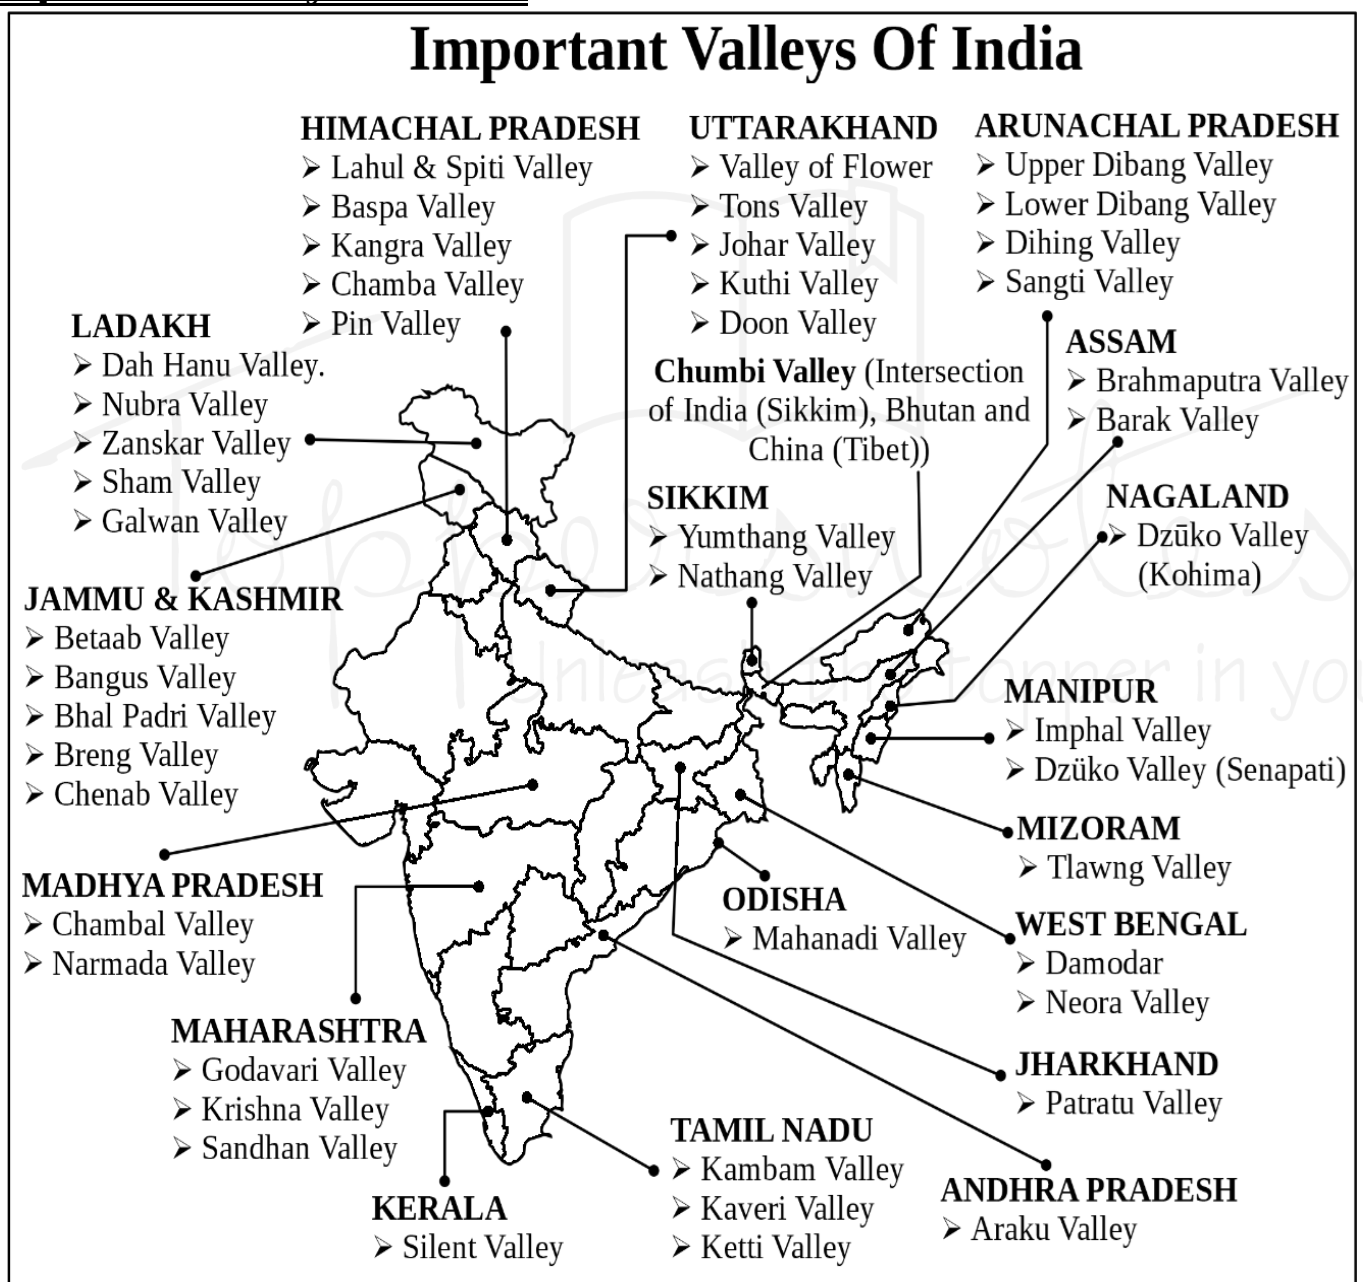 Important Valleys Of India
HIMACHAL PRADESH
➢ Lahul & Spiti Valley
➢ Baspa Valley
➢ Kangra Valley
➢ Chamba Valley
➢ Pin Valley
UTTARAKHAND
➢ Valley of Flower
➢ Tons Valley
➢ Johar Valley
➢ Kuthi Valley
➢ Doon Valley
ARUNACHAL PRADESH
➢ Upper Dibang Valley
➢ Lower Dibang Valley
➢ Dihing Valley
➢ Sangti Valley
LADAKH
➢ Dah Hanu Valley.
➢ Nubra Valley
➢ Zanskar Valley
➢ Sham Valley
➢ Galwan Valley
Chumbi Valley (Intersection
of India (Sikkim), Bhutan and
China (Tibet))
ASSAM
➢ Brahmaputra Valley
➢ Barak Valley
SIKKIM
➢ Yumthang Valley
➢ Nathang Valley
NAGALAND
➢ Dzūko Valley
(Kohima)
JAMMU & KASHMIR
➢ Betaab Valley
➢ Bangus Valley
➢ Bhal Padri Valley
➢ Breng Valley
➢ Chenab Valley
MANIPUR
➢ Imphal Valley
➢ Dzüko Valley (Senapati)
MIZORAM
➢ Tlawng Valley
MADHYA PRADESH
➢ Chambal Valley
➢ Narmada Valley
ODISHA
➢ Mahanadi Valley
WEST BENGAL
➢ Damodar
➢ Neora Valley
MAHARASHTRA
➢ Godavari Valley
➢ Krishna Valley
➢ Sandhan Valley
JHARKHAND
➢ Patratu Valley
TAMIL NADU
➢ Kambam Valley
➢ Kaveri Valley
➢ Ketti Valley
ANDHRA PRADESH
➢ Araku Valley
KERALA
➢ Silent Valley
Toppersnotes
Unleash the topper in you